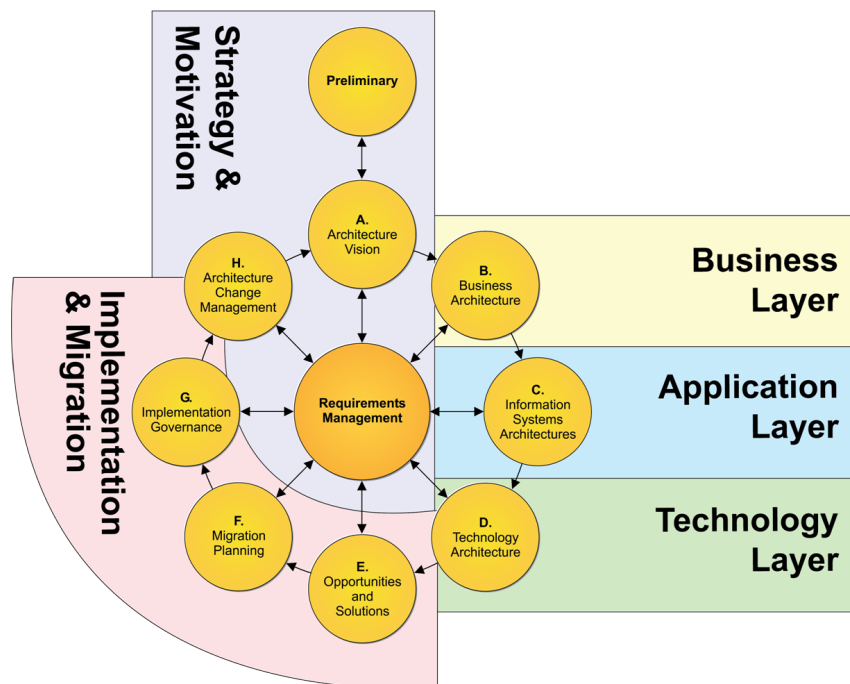 Strategy &
Motivation
Preliminary
A.
Architecture
Vision
H.
Architecture
Change
Management
B.
Business
Architecture
Business
Layer
Implementation
& Migration
G.
Implementation
Governance
Requirements
Management
C.
Information
Systems
Architectures
Application
Layer
F.
Migration
Planning
E.
Opportunities
and
Solutions
D.
Technology
Architecture
Technology
Layer